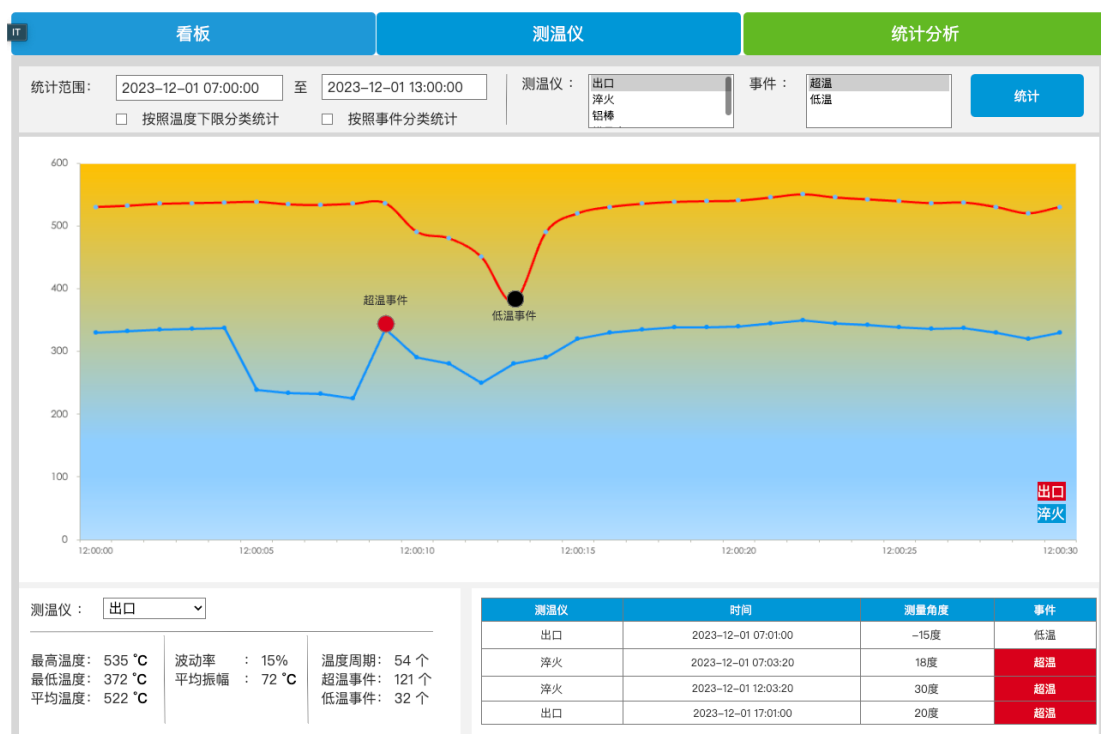 IT
看板 测温仪 统计分析
统计范围： 2023-12-01 07:00:00 至 2023-12-01 13:00:00 测温仪： 出口 事件： 超温 统计
淬火 低温
铝棒
按照温度下限分类统计 按照事件分类统计
600
500
400
300
200
100
0
超温事件
低温事件
出口
淬火
12:00:00 12:00:05 12:00:10 12:00:15 12:00:20 12:00:25 12:00:30
测温仪： 出口
最高温度： 535 ℃ 波动率 ： 15% 温度周期： 54 个
最低温度： 372 ℃ 平均振幅 ： 72 ℃ 超温事件： 121 个
平均温度： 522 ℃ 低温事件： 32 个
测温仪 时间 测量角度 事件
出口 2023-12-01 07:01:00 -15度 低温
淬火 2023-12-01 07:03:20 18度 超温
淬火 2023-12-01 12:03:20 30度 超温
出口 2023-12-01 17:01:00 20度 超温